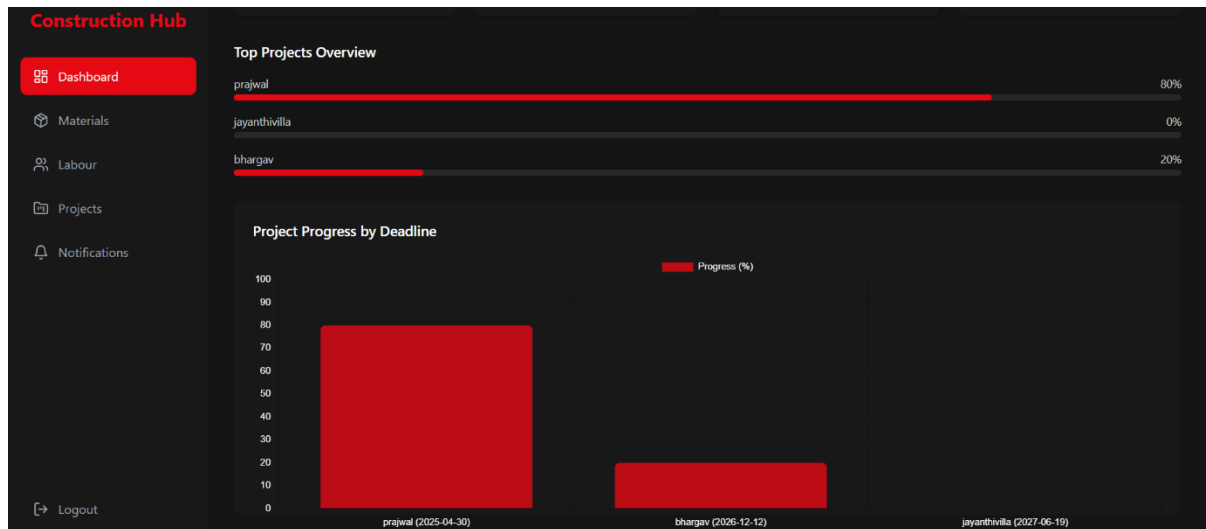 Construction Hub
Dashboard
Materials
Labour
Projects
Notifications
Logout
Top Projects Overview
prajwal 80%
jayanthivilla 0%
bhargav 20%
Project Progress by Deadline
Progress (%)
100
90
80
70
60
50
40
30
20
10
0
prajwal (2025-04-30) bhargav (2026-12-12) jayanthivilla (2027-06-19)